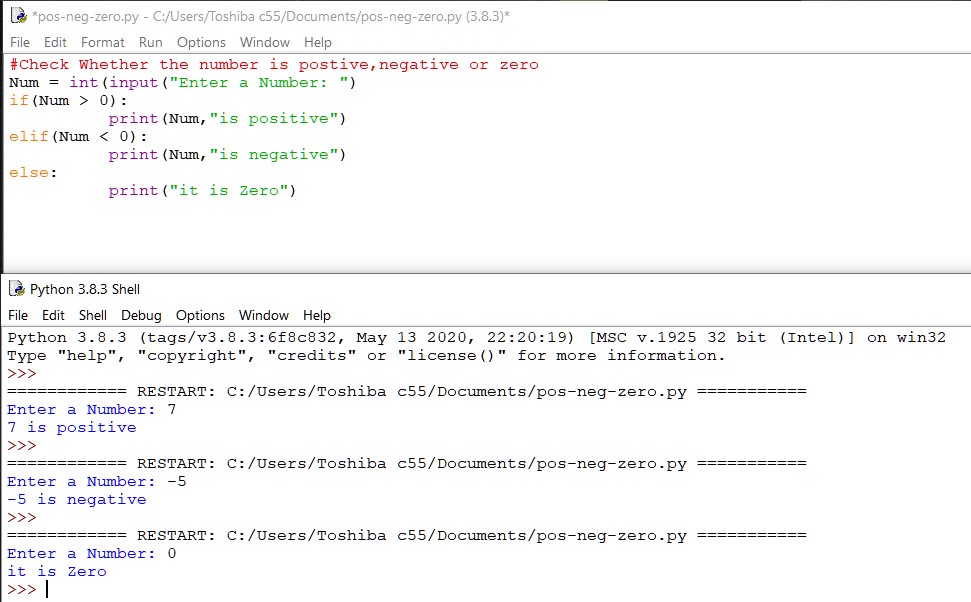 *pos-neg-zero.py - C:/Users/Toshiba c55/Documents/pos-neg-zero.py (3.8.3)*
File Edit Format Run Options Window Help
#Check Whether the number is postive,negative or zero
Num = int(input("Enter a Number: ")
if(Num > 0):
          print(Num,"is positive")
elif(Num < 0):
          print(Num,"is negative")
else:
          print("it is Zero")
Python 3.8.3 Shell
File Edit Shell Debug Options Window Help
Python 3.8.3 (tags/v3.8.3:6f8c832, May 13 2020, 22:20:19) [MSC v.1925 32 bit (Intel)] on win32
Type "help", "copyright", "credits" or "license()" for more information.
>>>
============ RESTART: C:/Users/Toshiba c55/Documents/pos-neg-zero.py ===========
Enter a Number: 7
7 is positive
>>>
============ RESTART: C:/Users/Toshiba c55/Documents/pos-neg-zero.py ===========
Enter a Number: -5
-5 is negative
>>>
============ RESTART: C:/Users/Toshiba c55/Documents/pos-neg-zero.py ===========
Enter a Number: 0
it is Zero
>>>